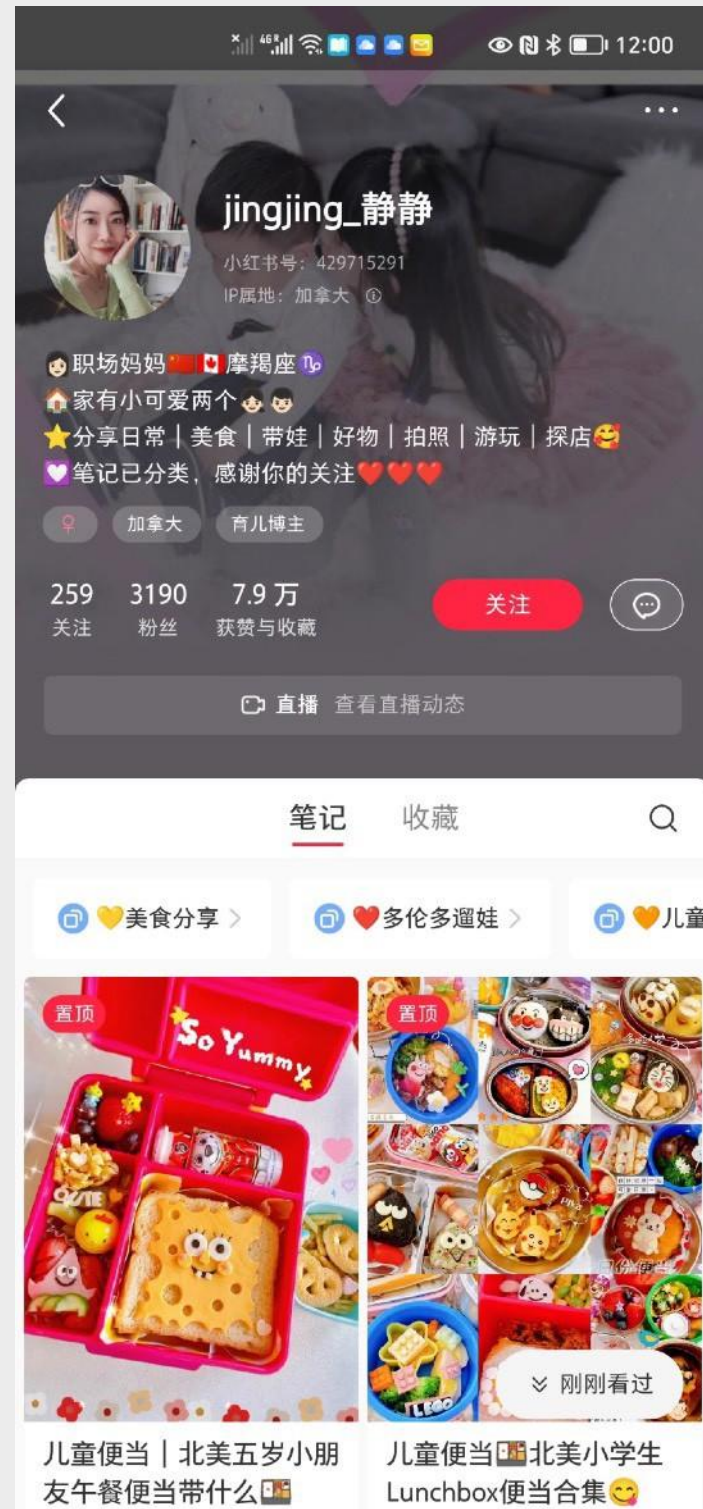 4G 12:00
jingjing_静静
小红书号：429715291
IP属地：加拿大
职场妈妈🇨🇳🇨🇦摩羯座♑
家有小可爱两个
⭐分享日常｜美食｜带娃｜好物｜拍照｜游玩｜探店🥰
💟笔记已分类，感谢你的关注❤️❤️❤️
♀ 加拿大 育儿博主
259 3190 7.9 万
关注 粉丝 获赞与收藏
关注
直播 查看直播动态
笔记 收藏
💛美食分享 ❤️多伦多遛娃 🧡儿童
置顶 置顶
So Yummy
CUTIE
LEGO
刚刚看过
儿童便当｜北美五岁小朋
友午餐便当带什么🍱
儿童便当🍱北美小学生
Lunchbox便当合集😋